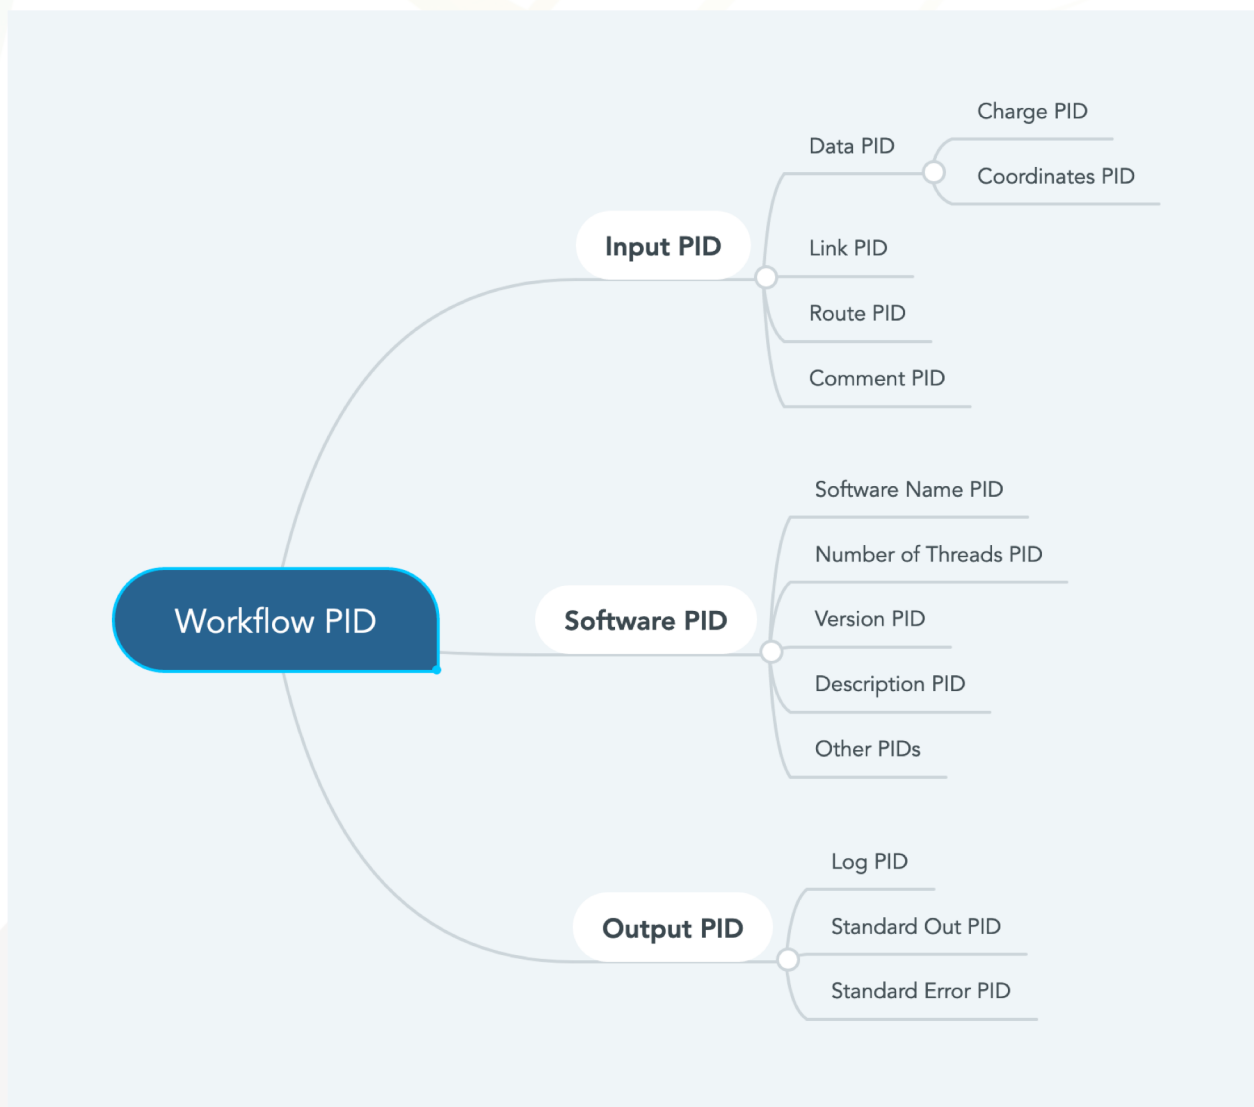 Workflow PID
Input PID
Data PID
Charge PID
Coordinates PID
Link PID
Route PID
Comment PID
Software PID
Software Name PID
Number of Threads PID
Version PID
Description PID
Other PIDs
Output PID
Log PID
Standard Out PID
Standard Error PID